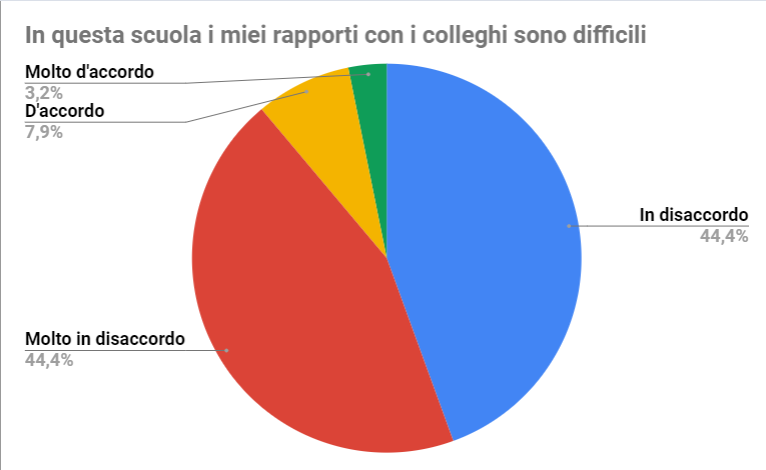 In questa scuola i miei rapporti con i colleghi sono difficili
Molto d'accordo
3,2%
D'accordo
7,9%
In disaccordo
44,4%
Molto in disaccordo
44,4%